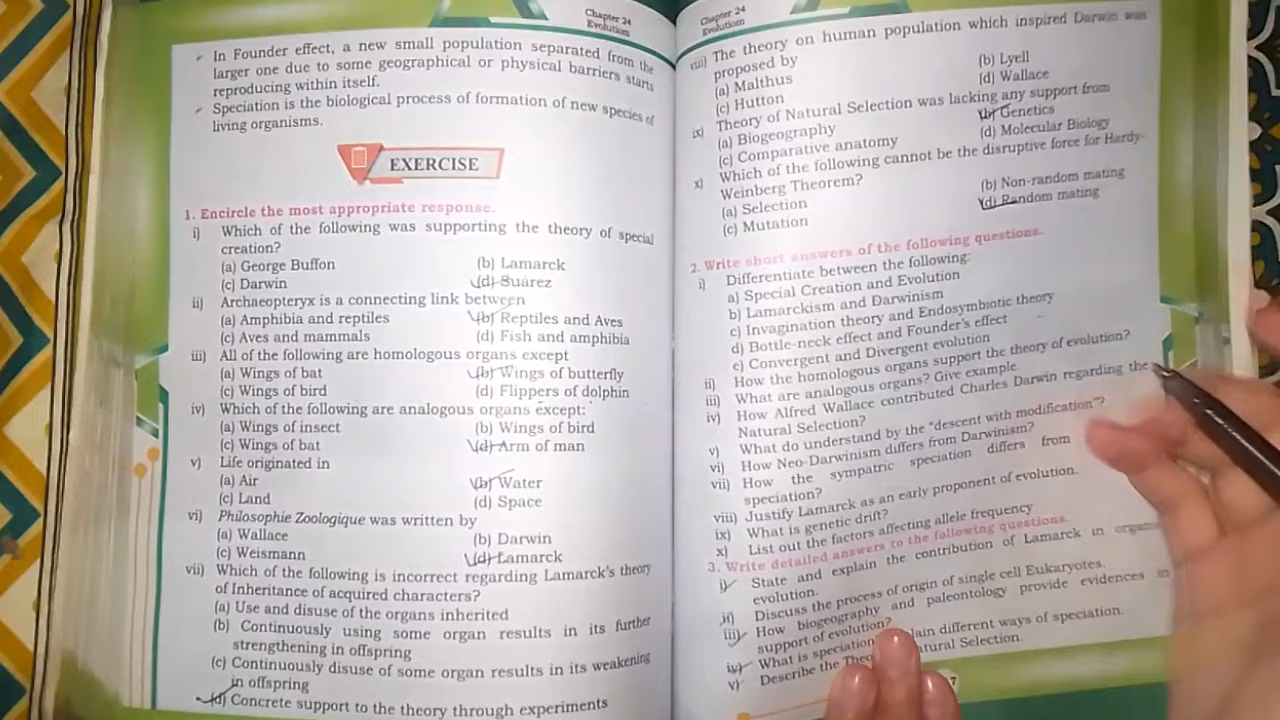 Chapter 24
Evolution
➢ In Founder effect, a new small population separated from the
larger one due to some geographical or physical barriers starts
reproducing within itself.
➢ Speciation is the biological process of formation of new species of
living organisms.
EXERCISE
1. Encircle the most appropriate response.
i) Which of the following was supporting the theory of special
creation?
(a) George Buffon (b) Lamarck
(c) Darwin (d) Suarez
ii) Archaeopteryx is a connecting link between
(a) Amphibia and reptiles (b) Reptiles and Aves
(c) Aves and mammals (d) Fish and amphibia
iii) All of the following are homologous organs except
(a) Wings of bat (b) Wings of butterfly
(c) Wings of bird (d) Flippers of dolphin
iv) Which of the following are analogous organs except:
(a) Wings of insect (b) Wings of bird
(c) Wings of bat (d) Arm of man
v) Life originated in
(a) Air (b) Water
(c) Land (d) Space
vi) Philosophie Zoologique was written by
(a) Wallace (b) Darwin
(c) Weismann (d) Lamarck
vii) Which of the following is incorrect regarding Lamarck's theory
of Inheritance of acquired characters?
(a) Use and disuse of the organs inherited
(b) Continuously using some organ results in its further
strengthening in offspring
(c) Continuously disuse of some organ results in its weakening
in offspring
(d) Concrete support to the theory through experiments
Chapter 24
Evolution
viii) The theory on human population which inspired Darwin was
proposed by
(a) Malthus (b) Lyell
(c) Hutton (d) Wallace
ix) Theory of Natural Selection was lacking any support from
(a) Biogeography (b) Genetics
(c) Comparative anatomy (d) Molecular Biology
x) Which of the following cannot be the disruptive force for Hardy-
Weinberg Theorem?
(a) Selection (b) Non-random mating
(c) Mutation (d) Random mating
2. Write short answers of the following questions.
i) Differentiate between the following:
a) Special Creation and Evolution
b) Lamarckism and Darwinism
c) Invagination theory and Endosymbiotic theory
d) Bottle-neck effect and Founder's effect
e) Convergent and Divergent evolution
ii) How the homologous organs support the theory of evolution?
iii) What are analogous organs? Give example.
iv) How Alfred Wallace contributed Charles Darwin regarding the
Natural Selection?
v) What do understand by the "descent with modification"?
vi) How Neo-Darwinism differs from Darwinism?
vii) How the sympatric speciation differs from
speciation?
viii) Justify Lamarck as an early proponent of evolution.
ix) What is genetic drift?
x) List out the factors affecting allele frequency
3. Write detailed answers to the following questions.
i) State and explain the contribution of Lamarck in
evolution.
ii) Discuss the process of origin of single cell Eukaryotes.
iii) How biogeography and paleontology provide evidences in
support of evolution?
iv) What is speciation different ways of speciation.
v) Describe the Natural Selection.
7